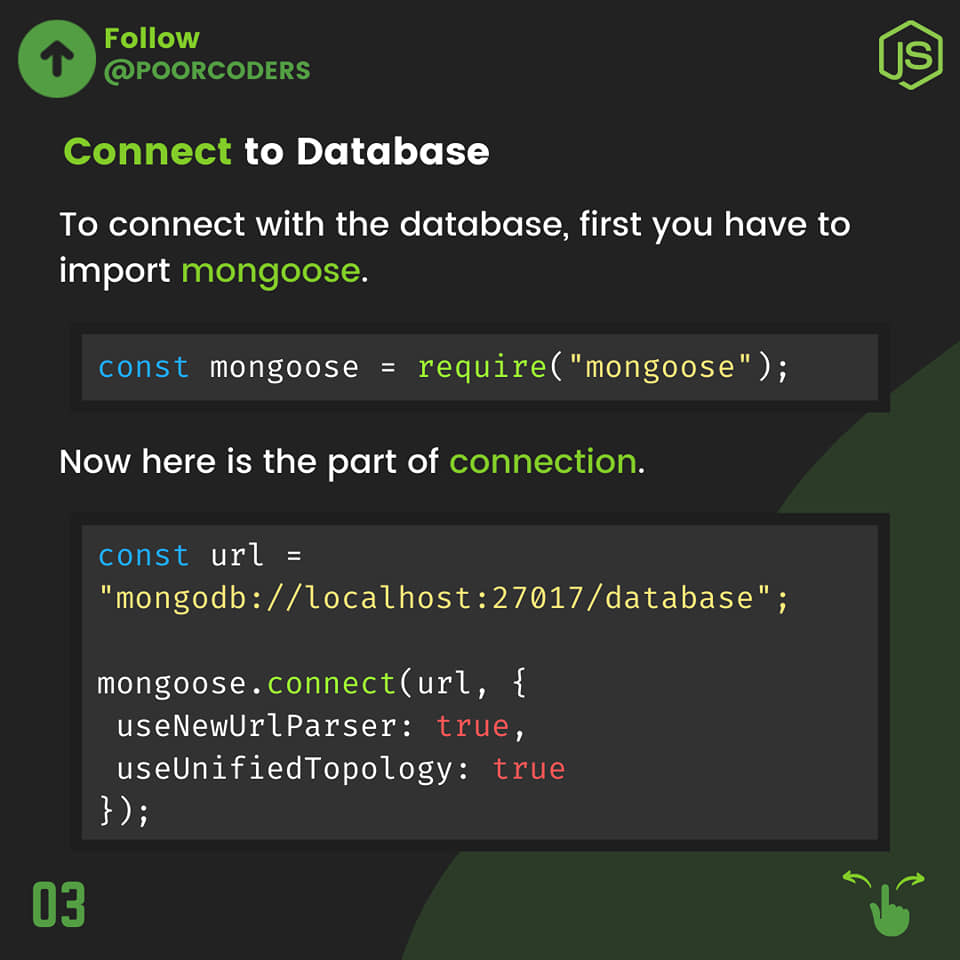 Follow
@POORCODERS
JS
Connect to Database
To connect with the database, first you have to
import mongoose.
const mongoose = require("mongoose");
Now here is the part of connection.
const url =
"mongodb://localhost:27017/database";
mongoose.connect(url, {
 useNewUrlParser: true,
 useUnifiedTopology: true
});
03